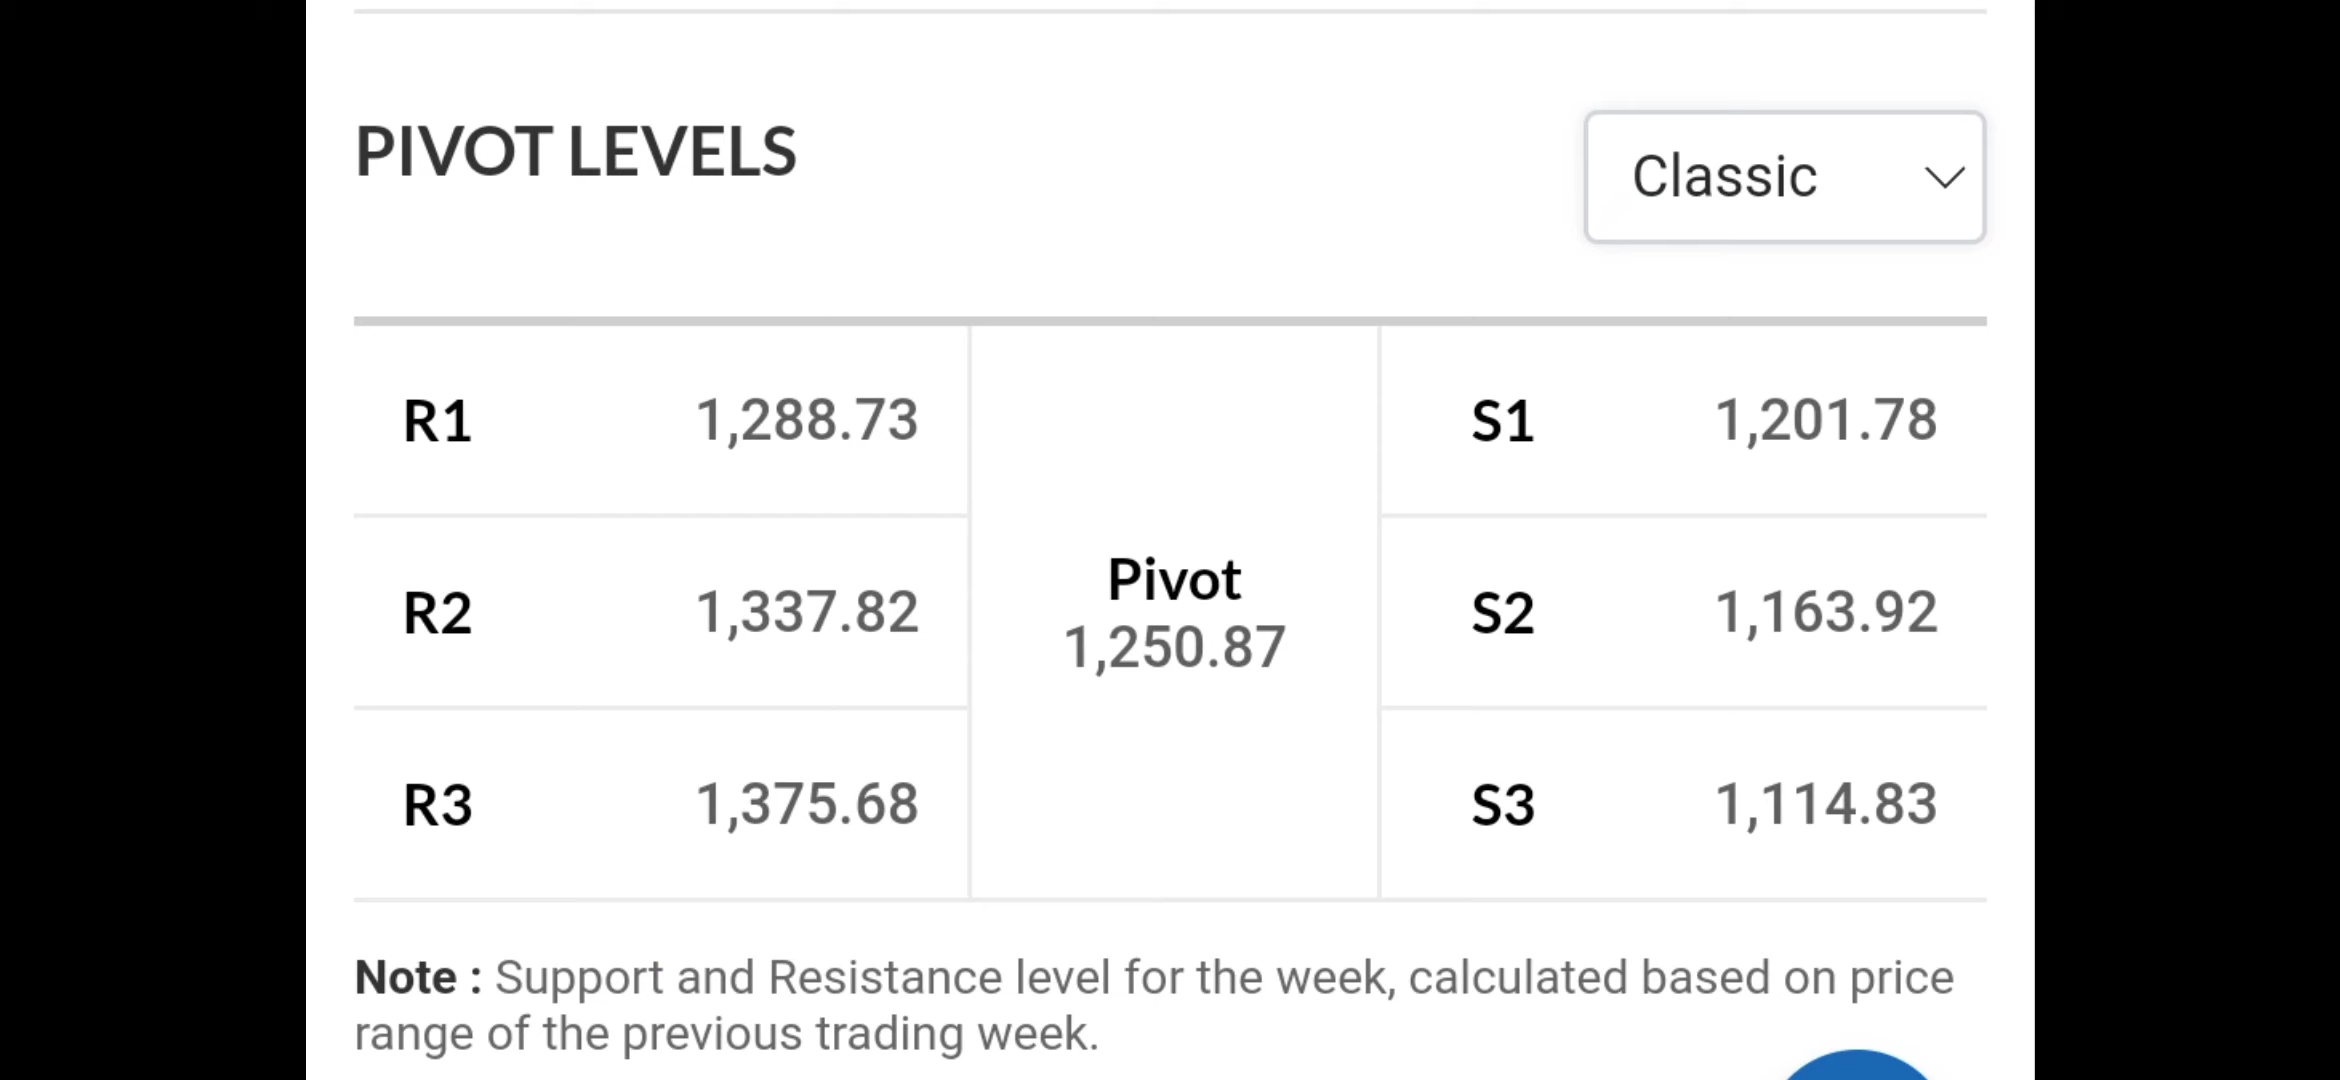 PIVOT LEVELS
Classic
R1 1,288.73
S1 1,201.78
R2 1,337.82
Pivot
1,250.87
S2 1,163.92
R3 1,375.68
S3 1,114.83
Note : Support and Resistance level for the week, calculated based on price
range of the previous trading week.